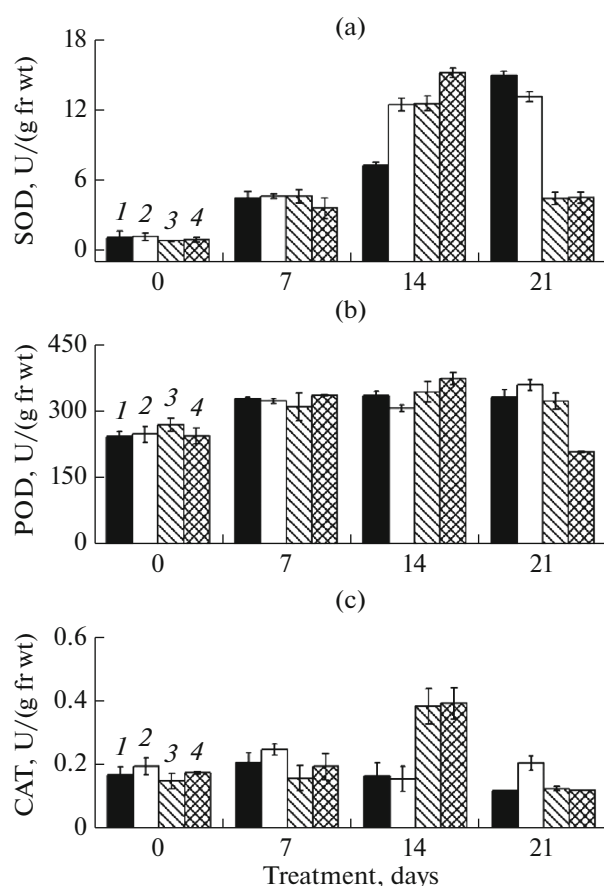 (a)
SOD, U/(g fr wt)
18
12
6
0
1 2 3 4
0 7 14 21
(b)
POD, U/(g fr wt)
450
300
150
0
1 2 3 4
0 7 14 21
(c)
CAT, U/(g fr wt)
0.6
0.4
0.2
0
1 2 3 4
0 7 14 21
Treatment, days